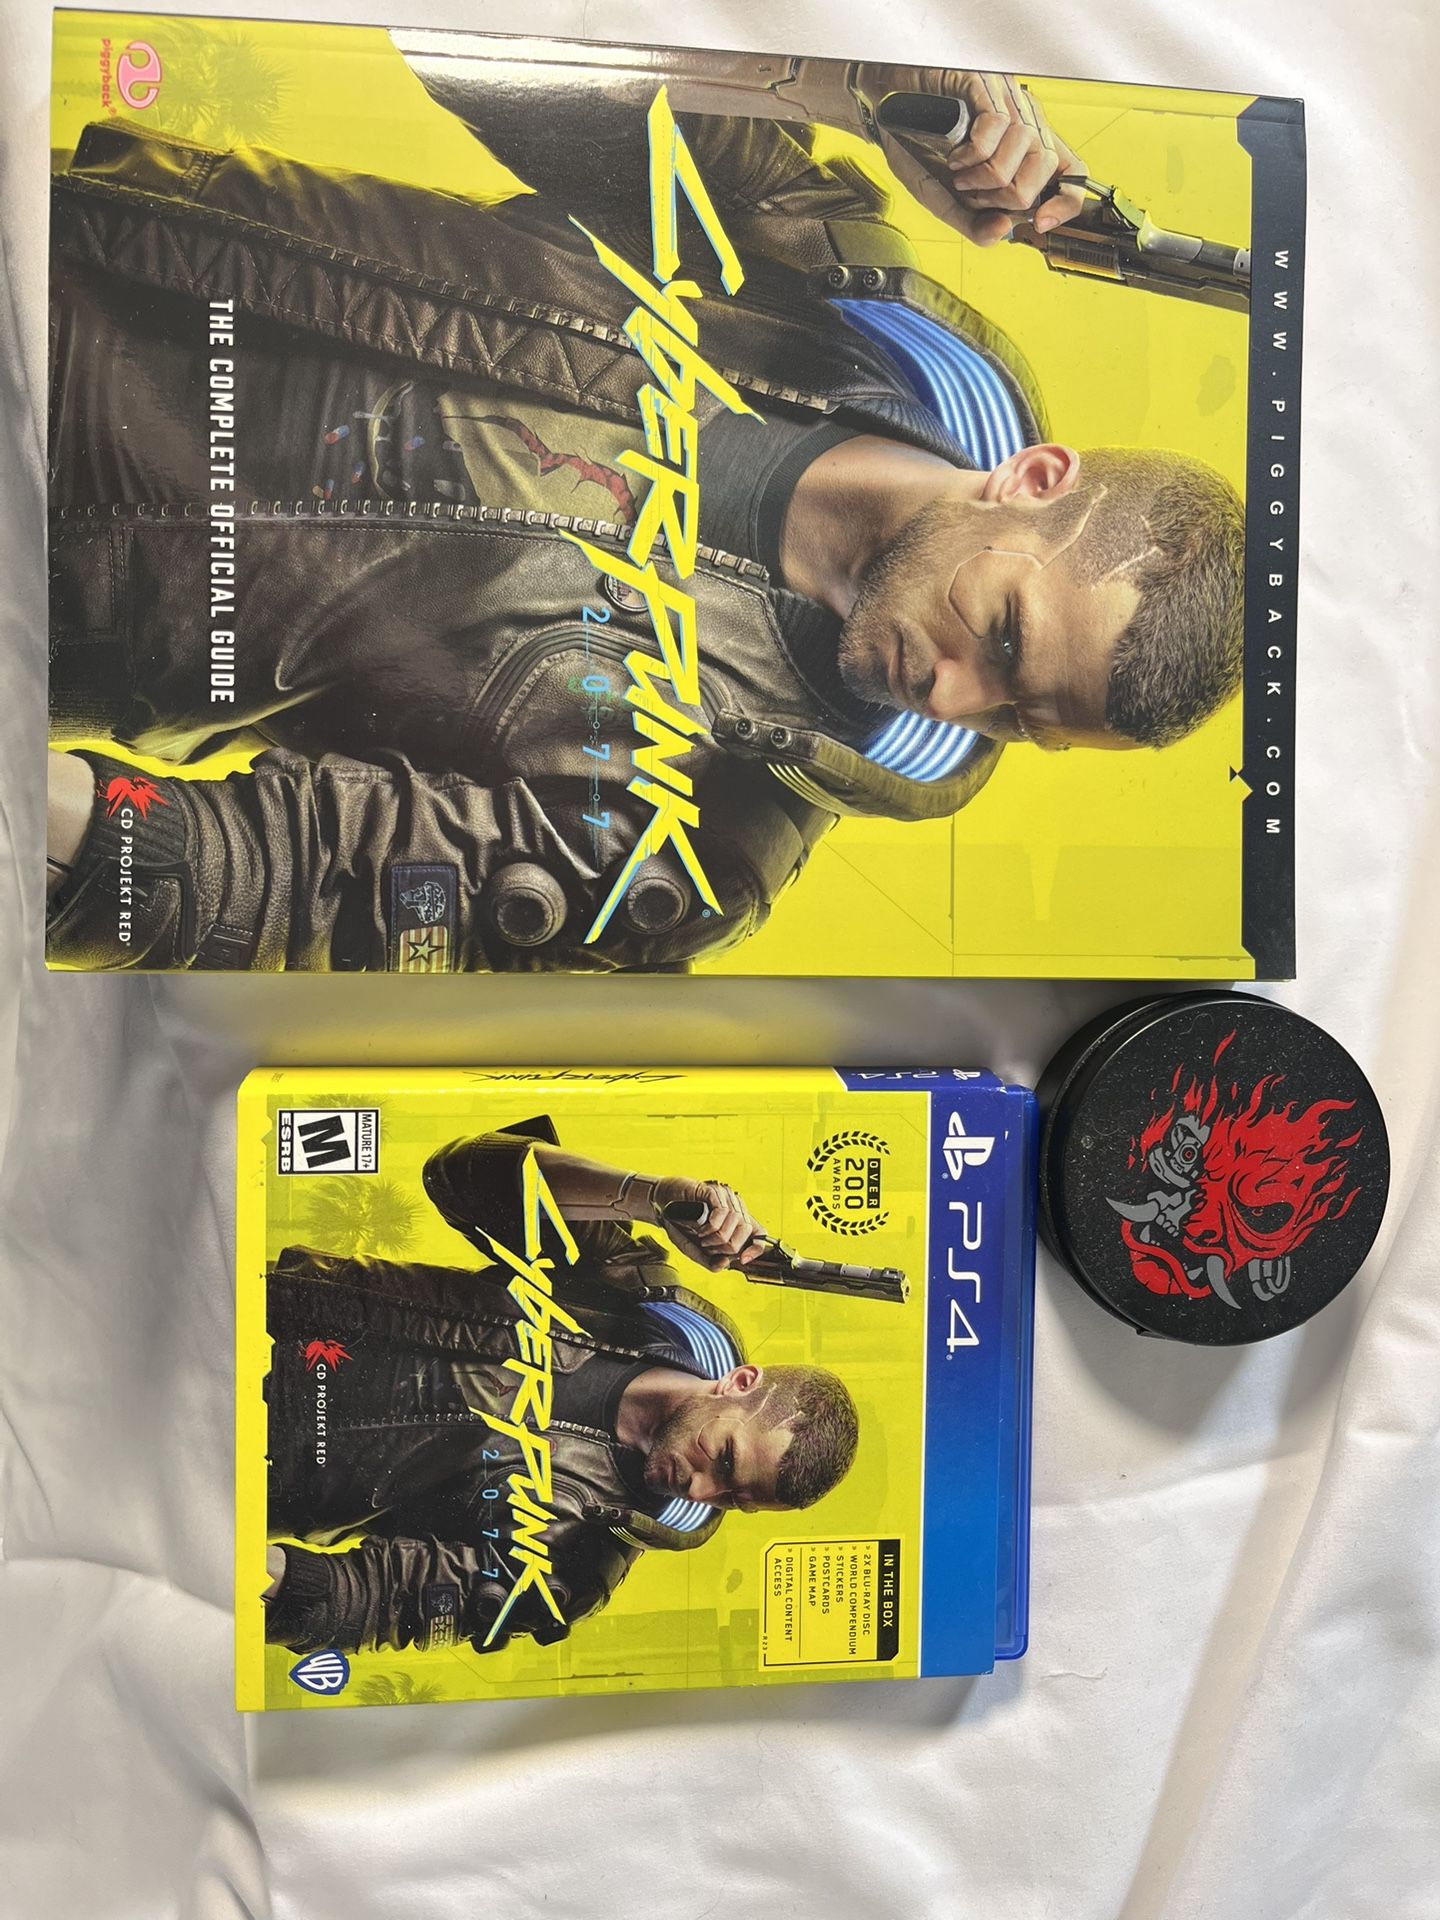 WWW.PIGGYBACK.COM
CYBERPUNK
2077
THE COMPLETE OFFICIAL GUIDE
piggyback®
CD PROJEKT RED®
PS4
CYBERPUNK
PS4
OVER
200
AWARDS
CYBERPUNK
2077
IN THE BOX
» 2X BLU-RAY DISC
» WORLD COMPENDIUM
» STICKERS
» POSTCARDS
» GAME MAP
» DIGITAL CONTENT
ACCESS
R23
CD PROJEKT RED®
MATURE 17+
M
ESRB
WB